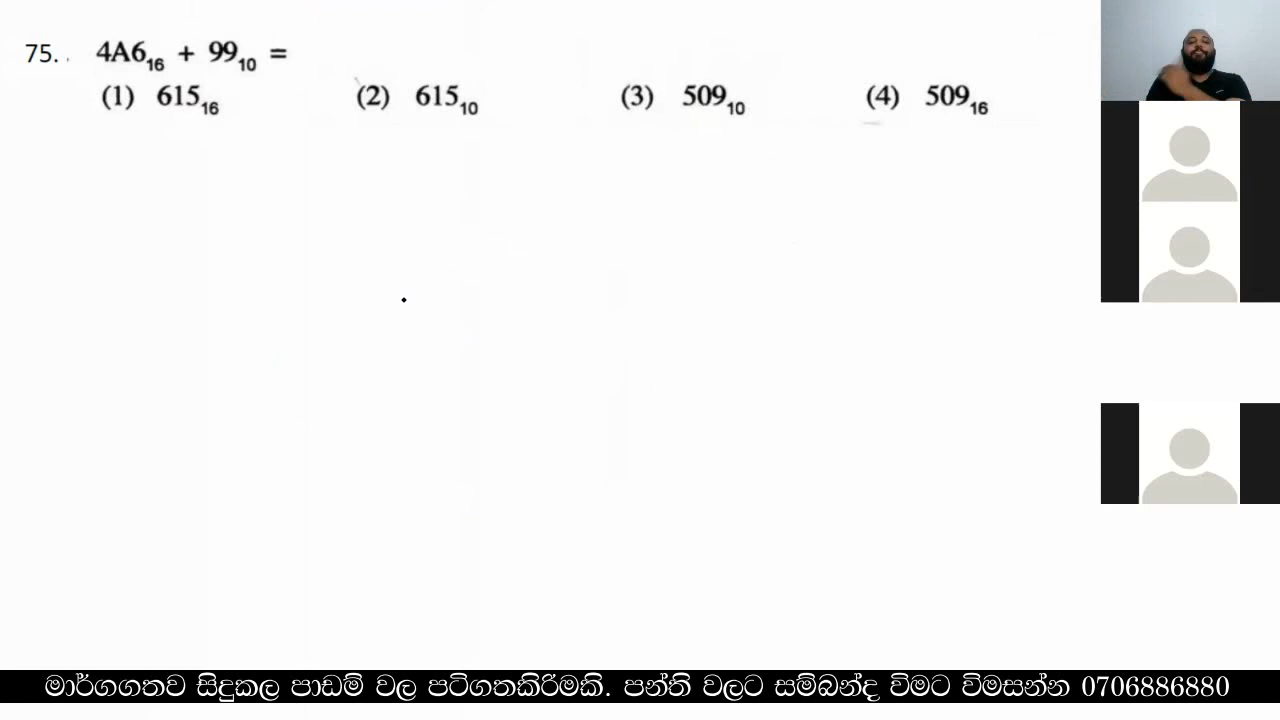 75. 4A6₁₆ + 99₁₀ =
(1) 615₁₆ (2) 615₁₀ (3) 509₁₀ (4) 509₁₆
මාර්ගගතව සිදුකල පාඩම් වල පටිගතකිරිමකි. පන්ති වලට සම්බන්ද විමට විමසන්න 0706886880